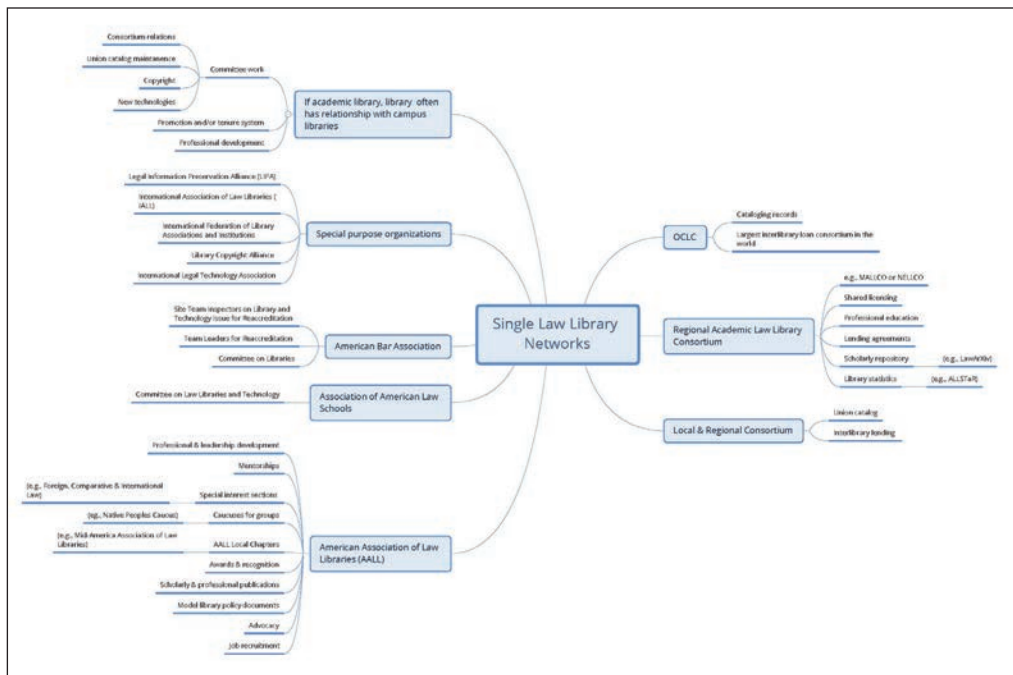 Single Law Library
Networks
If academic library, library often
has relationship with campus
libraries
Committee work
Consortium relations
Union catalog maintanence
Copyright
New technologies
Promotion and/or tenure system
Professional development
Special purpose organizations
Legal Information Preservation Alliance (LIPA)
International Association of Law Libraries (
IALL)
International Federation of Library
Associations and Institutions
Library Copyright Alliance
International Legal Technology Association
American Bar Association
Site Team Inspectors on Library and
Technology Issue for Reaccreditation
Team Leaders for Reaccreditation
Committee on Libraries
Association of American Law
Schools
Committee on Law Libraries and Technology
American Association of Law
Libraries (AALL)
Professional & leadership development
Mentorships
Special interest sections
(e.g., Foreign, Comparative & International
Law)
Caucuses for groups
(eg., Native Peoples Caucus)
AALL Local Chapters
(e.g., Mid-America Association of Law
Libraries)
Awards & recognition
Scholarly & professional publications
Model library policy documents
Advocacy
Job recruitment
OCLC
Cataloging records
Largest interlibrary loan consortium in the
world
Regional Academic Law Library
Consortium
e.g., MALLCO or NELLCO
Shared licensing
Professional education
Lending agreements
Scholarly repository
(e.g., LawArXiv)
Library statistics
(e.g., ALLSTaR)
Local & Regional Consortium
Union catalog
Interlibrary lending